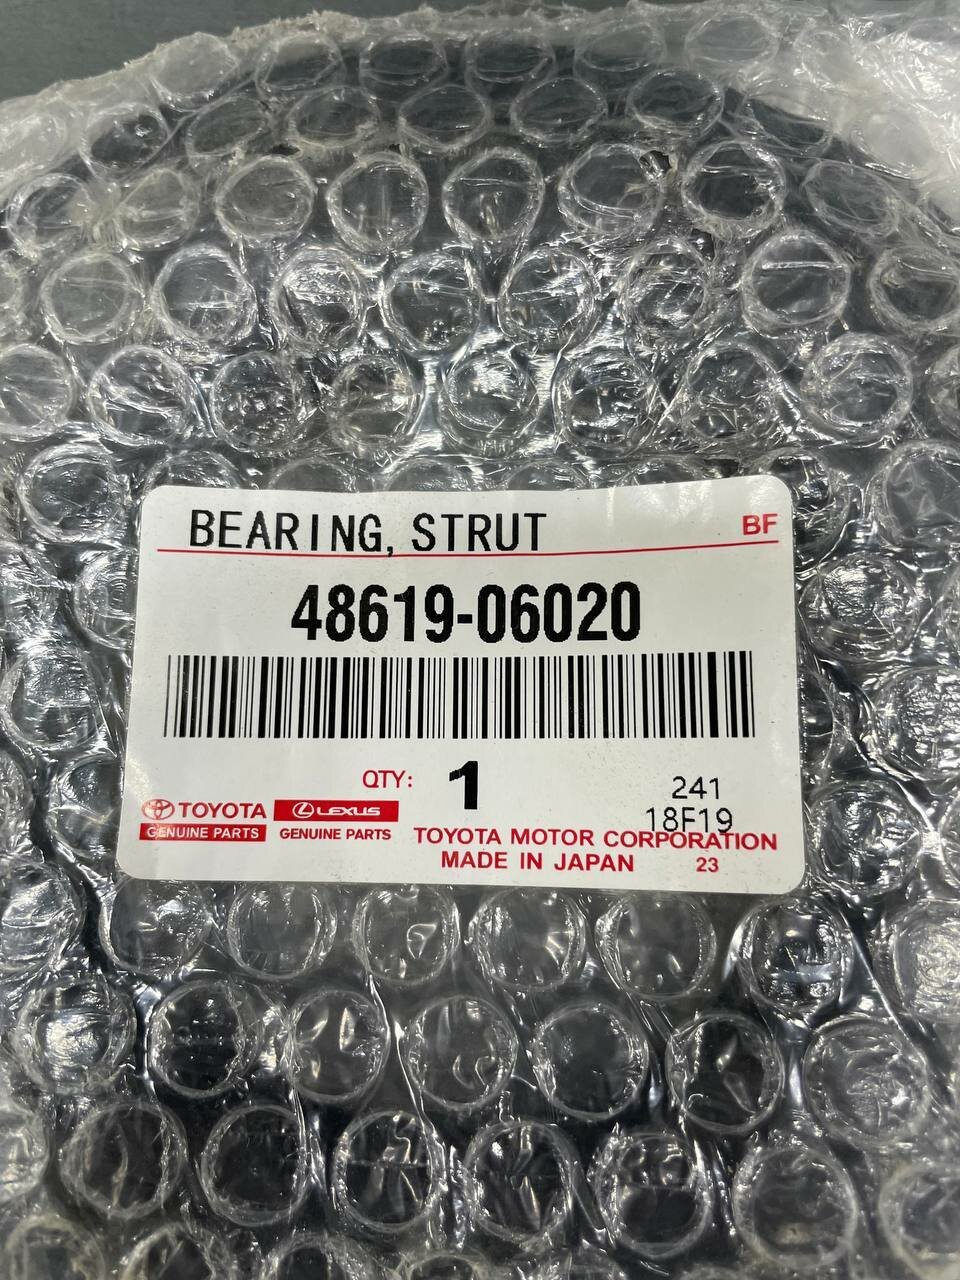 BEARING, STRUT BF
48619-06020
QTY: 1
241
18F19
TOYOTA LEXUS
GENUINE PARTS GENUINE PARTS
TOYOTA MOTOR CORPORATION
MADE IN JAPAN 23